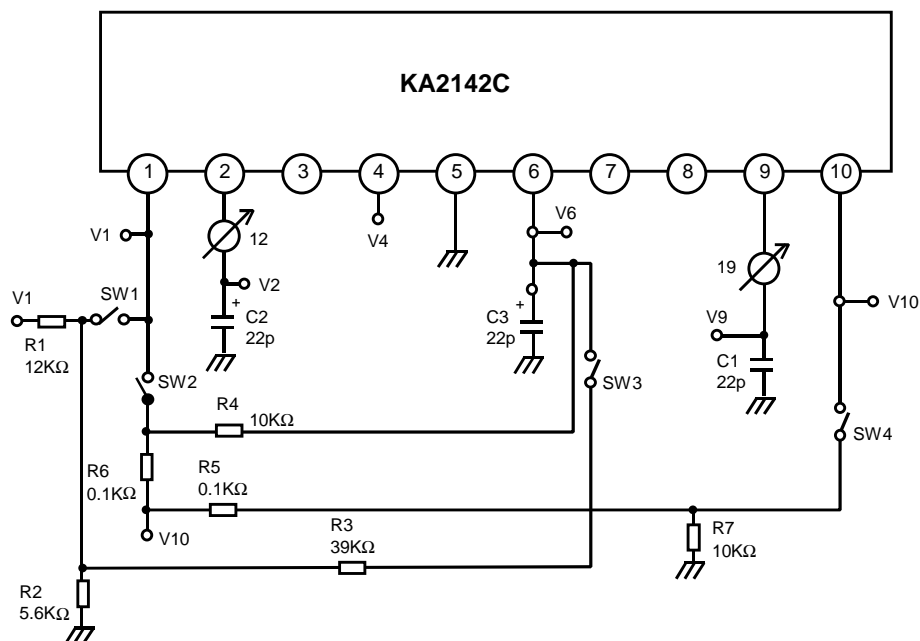 KA2142C
1 2 3 4 5 6 7 8 9 10
V1
12
V4
V6
V2
19
V10
V1
SW1
+
C2
22p
+
C3
22p
V9
C1
22p
R1
12KΩ
SW2
SW3
SW4
R4
10KΩ
R6
0.1KΩ
R5
0.1KΩ
V10
R3
39KΩ
R7
10KΩ
R2
5.6KΩ